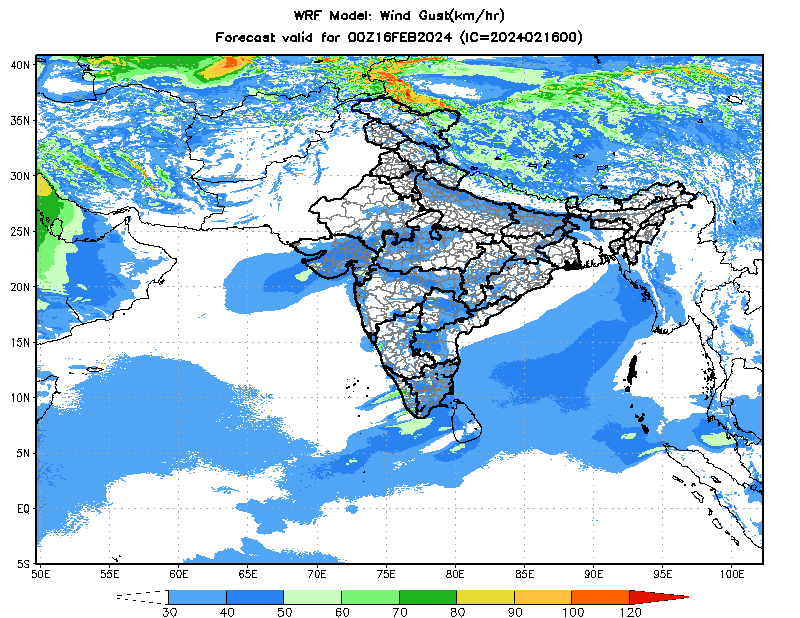 WRF Model: Wind Gust(km/hr)
Forecast valid for 00Z16FEB2024 (IC=2024021600)
40N
35N
30N
25N
20N
15N
10N
5N
EQ
5S
50E 55E 60E 65E 70E 75E 80E 85E 90E 95E 100E
30 40 50 60 70 80 90 100 120